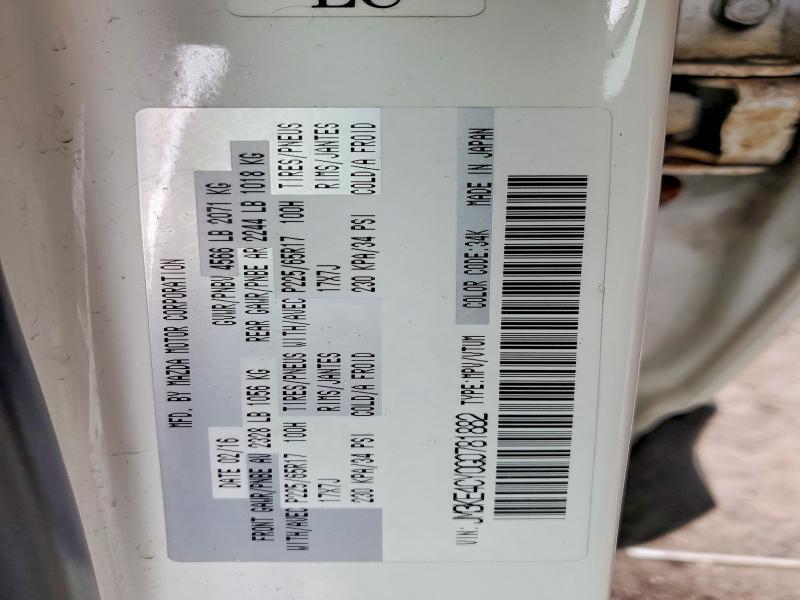 MFD. BY MAZDA MOTOR CORPORATION
DATE 02/16 GVWR/PNBV 4566 LB 2071 KG
FRONT GAWR/PNBE AV 2328 LB 1056 KG REAR GAWR/PNBE AR 2244 LB 1018 KG
WITH/AVEC P225/65R17 100H TIRES/PNEUS WITH/AVEC P225/65R17 100H TIRES/PNEUS
17X7J RIMS/JANTES 17X7J RIMS/JANTES
230 KPA/34 PSI COLD/A FROID 230 KPA/34 PSI COLD/A FROID
VIN: JM3KE4CY0G0781882 TYPE:MPV/VTUM COLOR CODE:34K MADE IN JAPAN